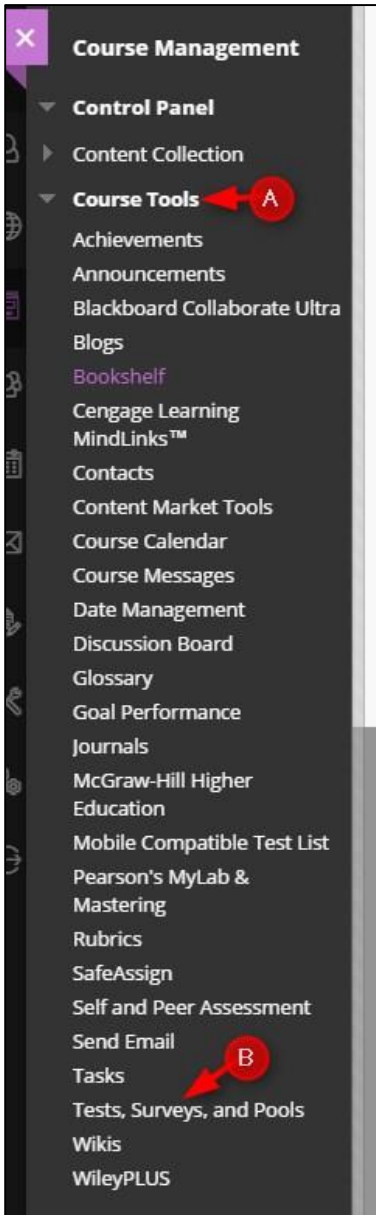 Course Management
Control Panel
Content Collection
Course Tools
A
Achievements
Announcements
Blackboard Collaborate Ultra
Blogs
Bookshelf
Cengage Learning
MindLinks™
Contacts
Content Market Tools
Course Calendar
Course Messages
Date Management
Discussion Board
Glossary
Goal Performance
Journals
McGraw-Hill Higher
Education
Mobile Compatible Test List
Pearson's MyLab &
Mastering
Rubrics
SafeAssign
Self and Peer Assessment
Send Email
B
Tasks
Tests, Surveys, and Pools
Wikis
WileyPLUS